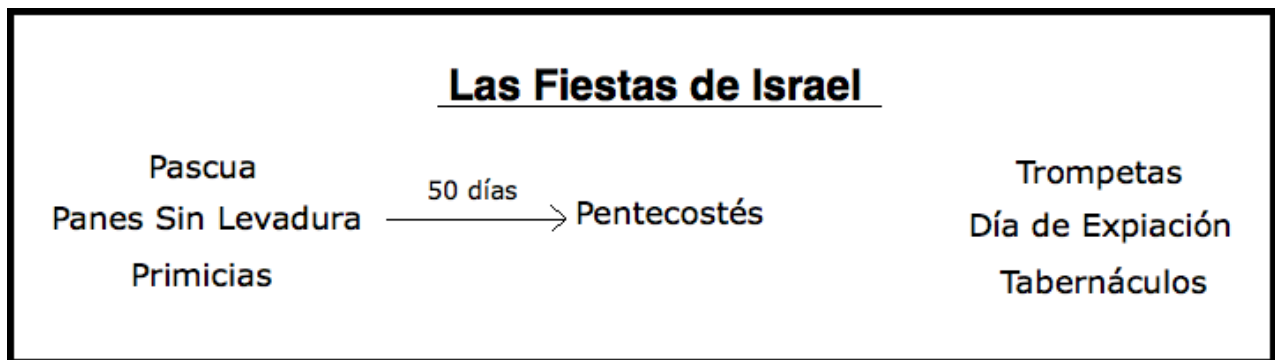 Las Fiestas de Israel
Pascua
Panes Sin Levadura
Primicias
50 días
Pentecostés
Trompetas
Día de Expiación
Tabernáculos